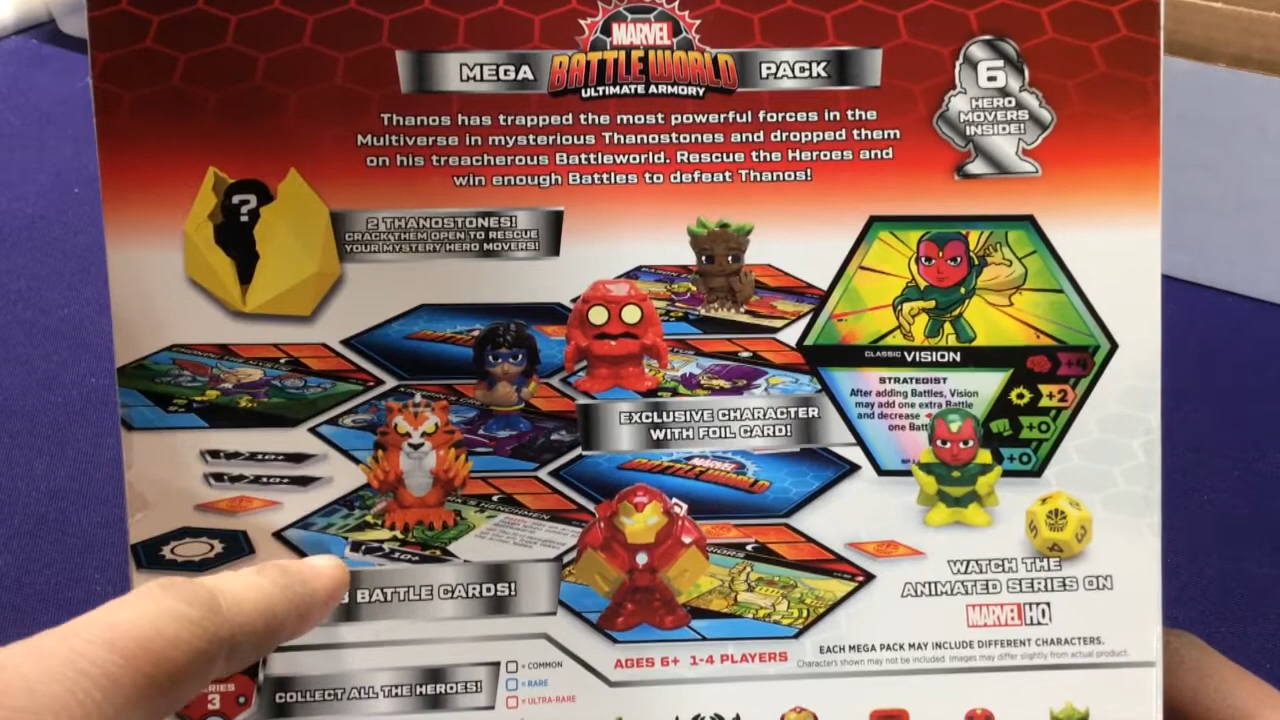 MARVEL
MEGA BATTLEWORLD PACK
ULTIMATE ARMORY
Thanos has trapped the most powerful forces in the
Multiverse in mysterious Thanostones and dropped them
on his treacherous Battleworld. Rescue the Heroes and
win enough Battles to defeat Thanos!
6
HERO
MOVERS
INSIDE!
?
2 THANOSTONES!
CRACK THEM OPEN TO RESCUE
YOUR MYSTERY HERO MOVERS!
CLASSIC VISION
+4
STRATEGIST
After adding Battles, Vision
may add one extra Battle
and decrease
one
+2
+0
+0
EXCLUSIVE CHARACTER
WITH FOIL CARD!
MARVEL
BATTLEWORLD
10+
10+
HENCHMEN
10+
BATTLE CARDS!
WATCH THE
ANIMATED SERIES ON
MARVEL HQ
EACH MEGA PACK MAY INCLUDE DIFFERENT CHARACTERS.
Characters shown may not be included. Images may differ slightly from actual product.
AGES 6+ 1-4 PLAYERS
3
COLLECT ALL THE HEROES!
= COMMON
= RARE
= ULTRA-RARE